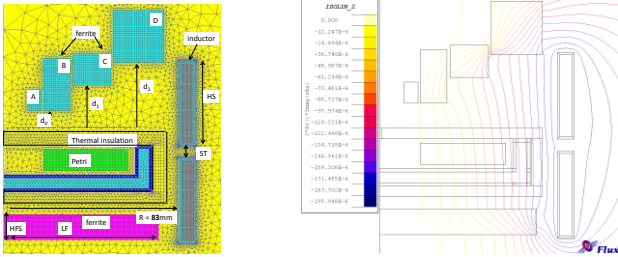 D
ferrite
inductor
B
C
A
HS
d2
d1
d0
Thermal insulation
ST
Petri
R = 83mm
ferrite
HFS
LF
ISOLIN_2
0.000
-12.247E-6
-24.494E-6
-36.740E-6
-48.987E-6
-61.234E-6
-73.481E-6
-85.727E-6
-97.974E-6
-110.221E-6
-122.468E-6
-134.715E-6
-146.961E-6
-159.208E-6
-171.455E-6
-183.702E-6
-195.948E-6
Flux